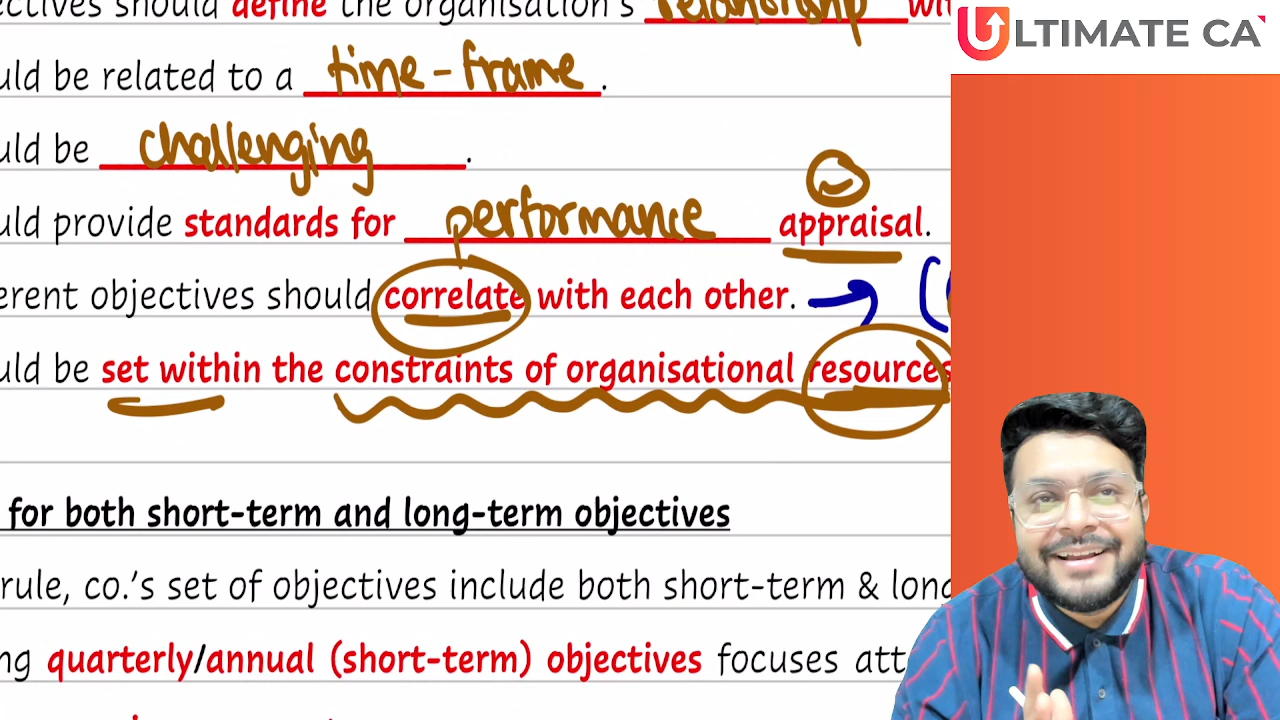 ectives should define the organisation's relationship wit
uld be related to a time-frame.
uld be challenging.
uld provide standards for performance appraisal.
erent objectives should correlate with each other.
uld be set within the constraints of organisational resources
for both short-term and long-term objectives
rule, co.'s set of objectives include both short-term & long
ng quarterly/annual (short-term) objectives focuses att
ULTIMATE CA